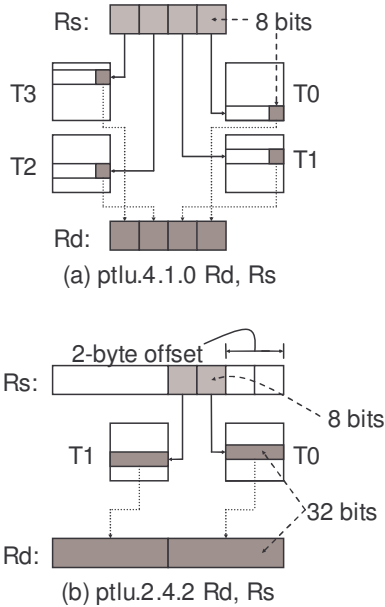 Rs:
8 bits
T3
T0
T2
T1
Rd:
(a) ptlu.4.1.0 Rd, Rs
2-byte offset
Rs:
8 bits
T1
T0
32 bits
Rd:
(b) ptlu.2.4.2 Rd, Rs